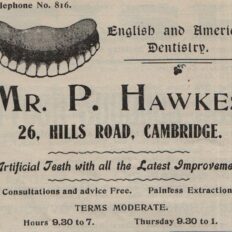 elephone No. 816.
English and America
Dentistry.
MR. P. HAWKES
26, HILLS ROAD, CAMBRIDGE.
Artificial Teeth with all the Latest Improveme
Consultations and advice Free. Painless Extraction
TERMS MODERATE.
Hours 9.30 to 7. Thursday 9.30 to 1.